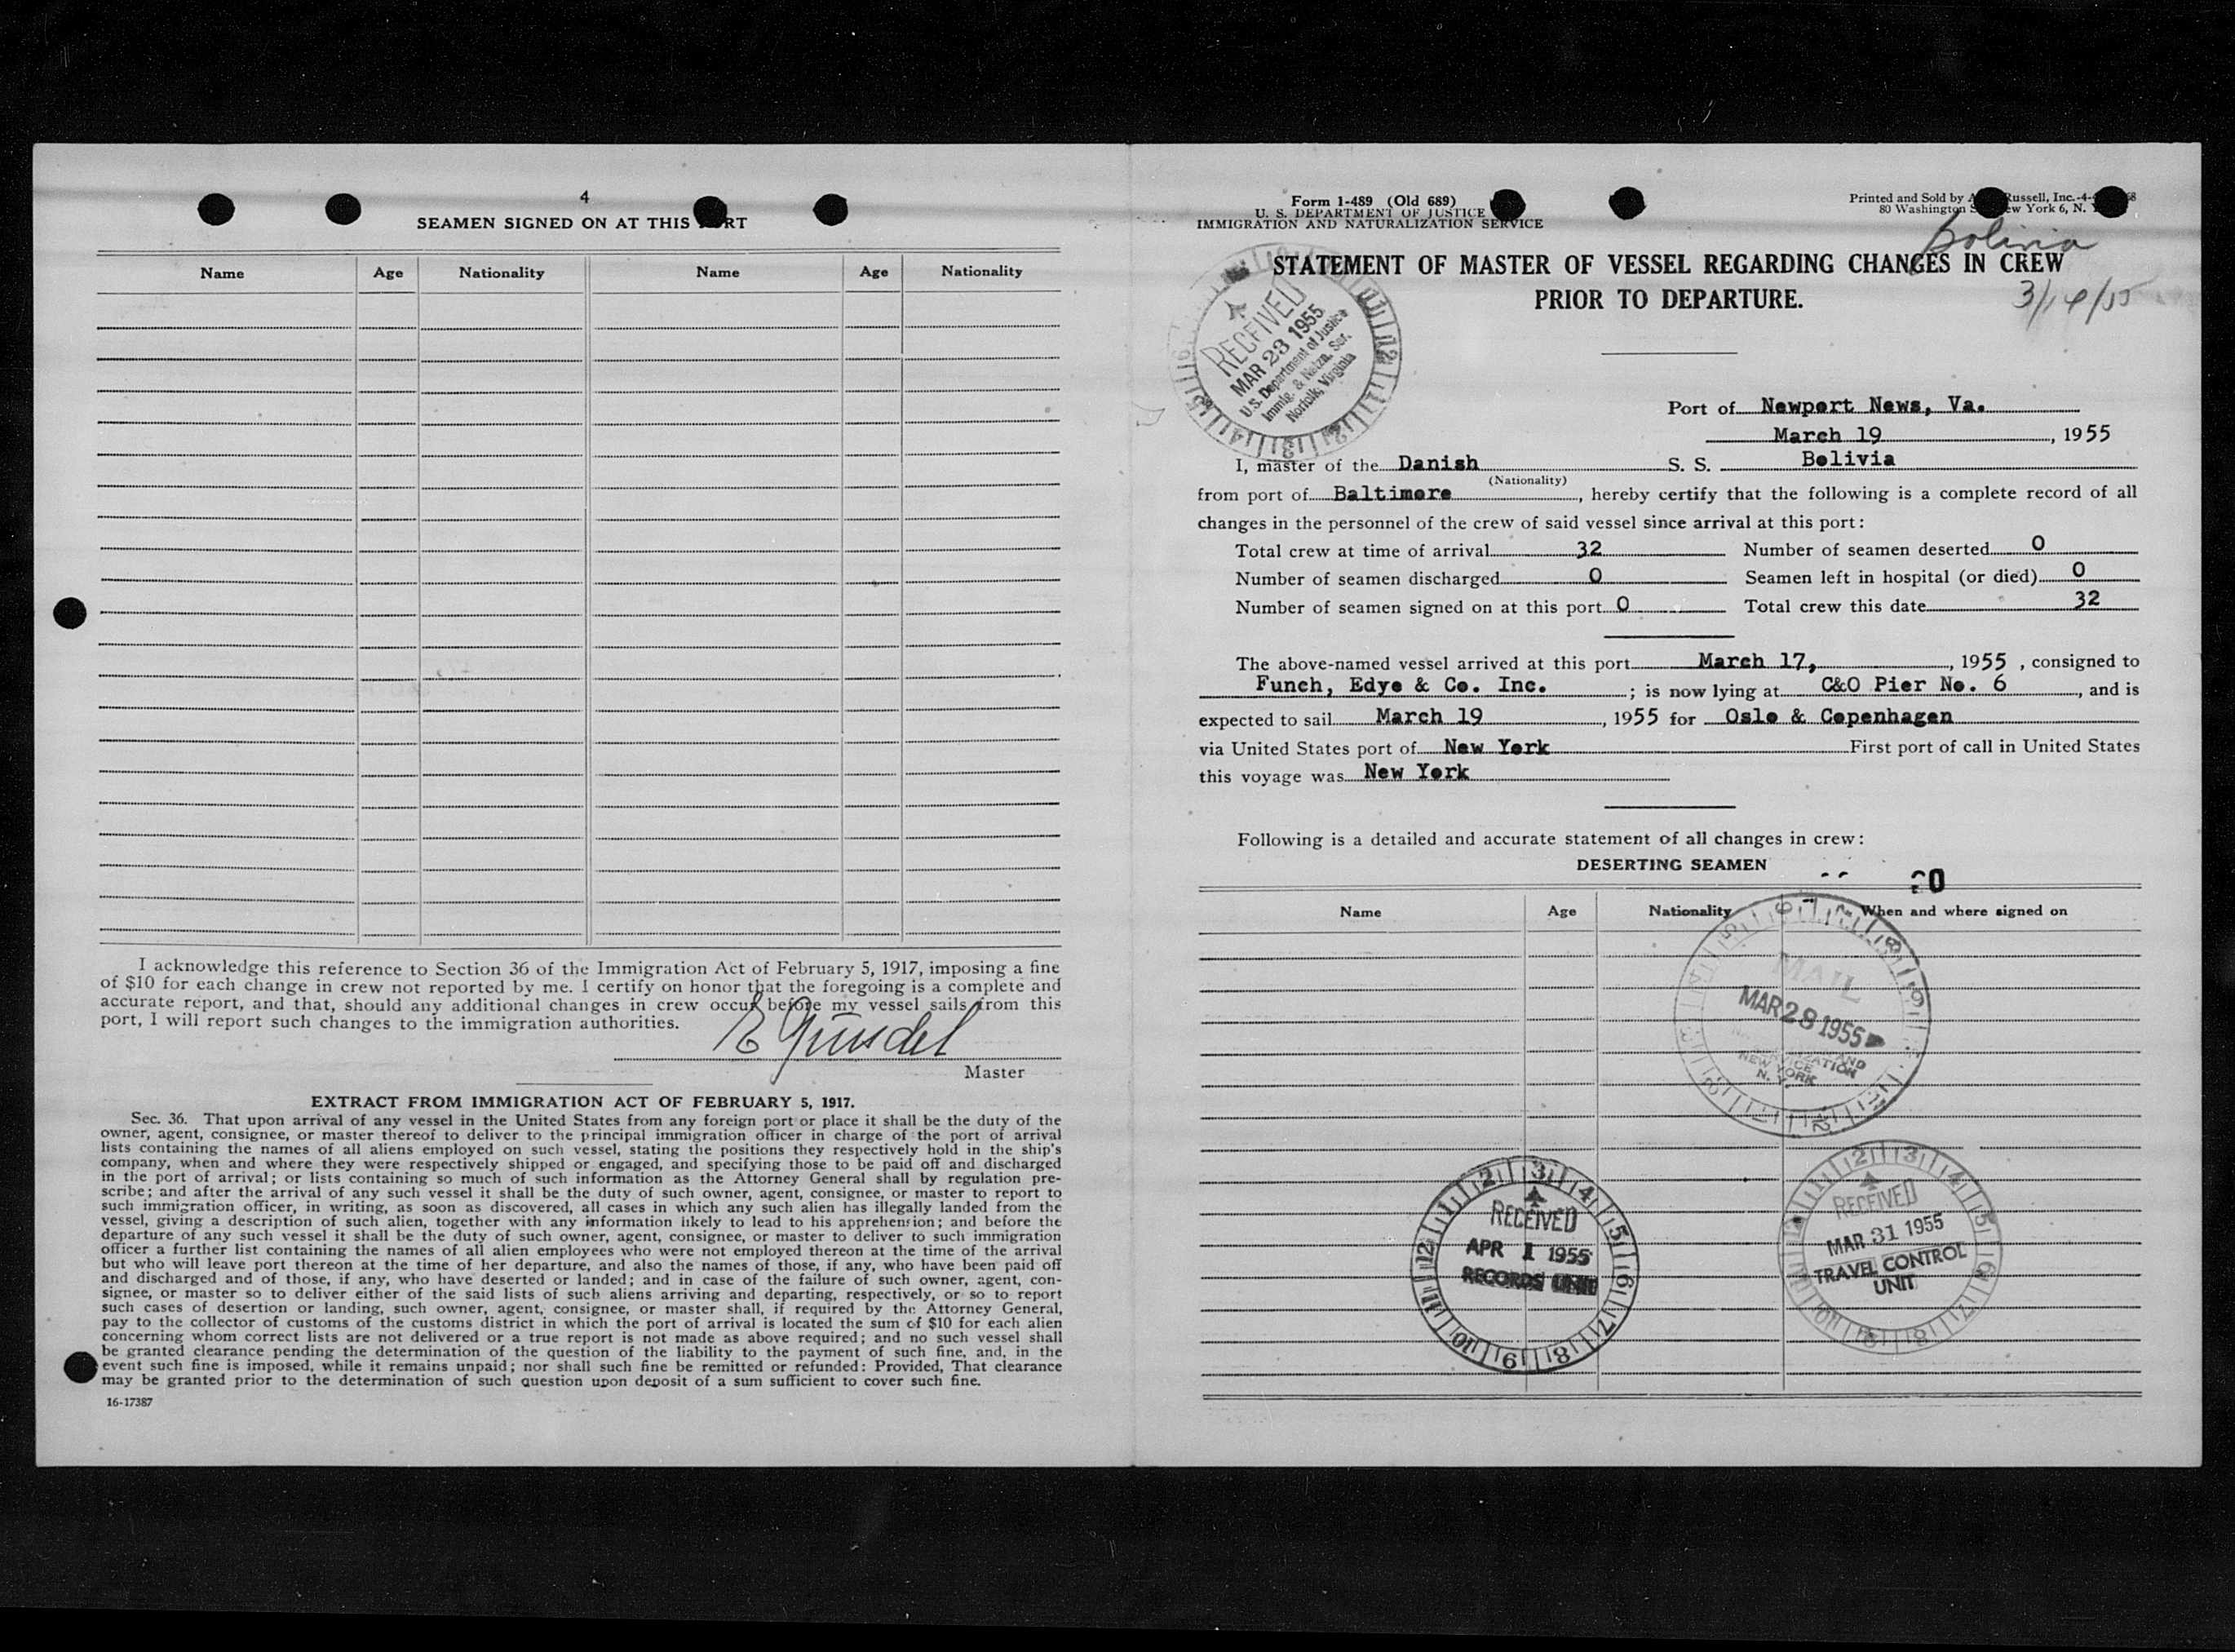 4
SEAMEN SIGNED ON AT THIS RT
Name Age Nationality Name Age Nationality
I acknowledge this reference to Section 36 of the Immigration Act of February 5, 1917, imposing a fine
of $10 for each change in crew not reported by me. I certify on honor that the foregoing is a complete and
accurate report, and that, should any additional changes in crew occur before my vessel sails from this
port, I will report such changes to the immigration authorities.
Master
EXTRACT FROM IMMIGRATION ACT OF FEBRUARY 5, 1917.
Sec. 36. That upon arrival of any vessel in the United States from any foreign port or place it shall be the duty of the
owner, agent, consignee, or master thereof to deliver to the principal immigration officer in charge of the port of arrival
lists containing the names of all aliens employed on such vessel, stating the positions they respectively hold in the ship's
company, when and where they were respectively shipped or engaged, and specifying those to be paid off and discharged
in the port of arrival; or lists containing so much of such information as the Attorney General shall by regulation pre-
scribe; and after the arrival of any such vessel it shall be the duty of such owner, agent, consignee, or master to report to
such immigration officer, in writing, as soon as discovered, all cases in which any such alien has illegally landed from the
vessel, giving a description of such alien, together with any information likely to lead to his apprehension; and before the
departure of any such vessel it shall be the duty of such owner, agent, consignee, or master to deliver to such immigration
officer a further list containing the names of all alien employees who were not employed thereon at the time of the arrival
but who will leave port thereon at the time of her departure, and also the names of those, if any, who have been paid off
and discharged and of those, if any, who have deserted or landed; and in case of the failure of such owner, agent, con-
signee, or master so to deliver either of the said lists of such aliens arriving and departing, respectively, or so to report
such cases of desertion or landing, such owner, agent, consignee, or master shall, if required by the Attorney General,
pay to the collector of customs of the customs district in which the port of arrival is located the sum of $10 for each alien
concerning whom correct lists are not delivered or a true report is not made as above required; and no such vessel shall
be granted clearance pending the determination of the question of the liability to the payment of such fine, and, in the
event such fine is imposed, while it remains unpaid; nor shall such fine be remitted or refunded: Provided, That clearance
may be granted prior to the determination of such question upon deposit of a sum sufficient to cover such fine.
16-17387
Form 1-489 (Old 689)
U. S. DEPARTMENT OF JUSTICE
IMMIGRATION AND NATURALIZATION SERVICE
Printed and Sold by Russell, Inc.
80 Washington New York 6, N.
Bolivia
STATEMENT OF MASTER OF VESSEL REGARDING CHANGES IN CREW
PRIOR TO DEPARTURE.
3/14/55
RECEIVED
MAR 23 1955
U.S. Department of Justice
Immig. & Natzn. Ser.
Norfolk, Virginia
Port of Newport News, Va.
March 19, 1955
I, master of the Danish S. S. Bolivia
(Nationality)
from port of Baltimore, hereby certify that the following is a complete record of all
changes in the personnel of the crew of said vessel since arrival at this port:
Total crew at time of arrival 32 Number of seamen deserted 0
Number of seamen discharged 0 Seamen left in hospital (or died) 0
Number of seamen signed on at this port 0 Total crew this date 32
The above-named vessel arrived at this port March 17, , 1955 , consigned to
Funch, Edye & Co. Inc. ; is now lying at C&O Pier No. 6, and is
expected to sail March 19, 1955 for Oslo & Copenhagen
via United States port of New York First port of call in United States
this voyage was New York
Following is a detailed and accurate statement of all changes in crew:
DESERTING SEAMEN
Name Age Nationality When and where signed on
MAIL
MAR 28 1955
NEW YORK
N. Y.
RECEIVED
APR 1 1955
RECORDS UNIT
RECEIVED
MAR 31 1955
TRAVEL CONTROL
UNIT